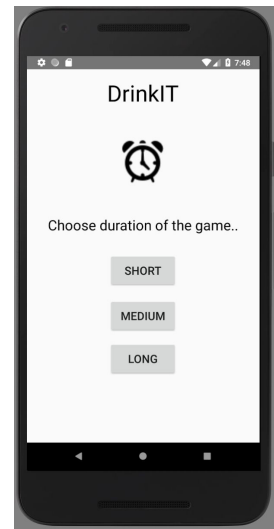 7:48
DrinkIT
Choose duration of the game..
SHORT
MEDIUM
LONG